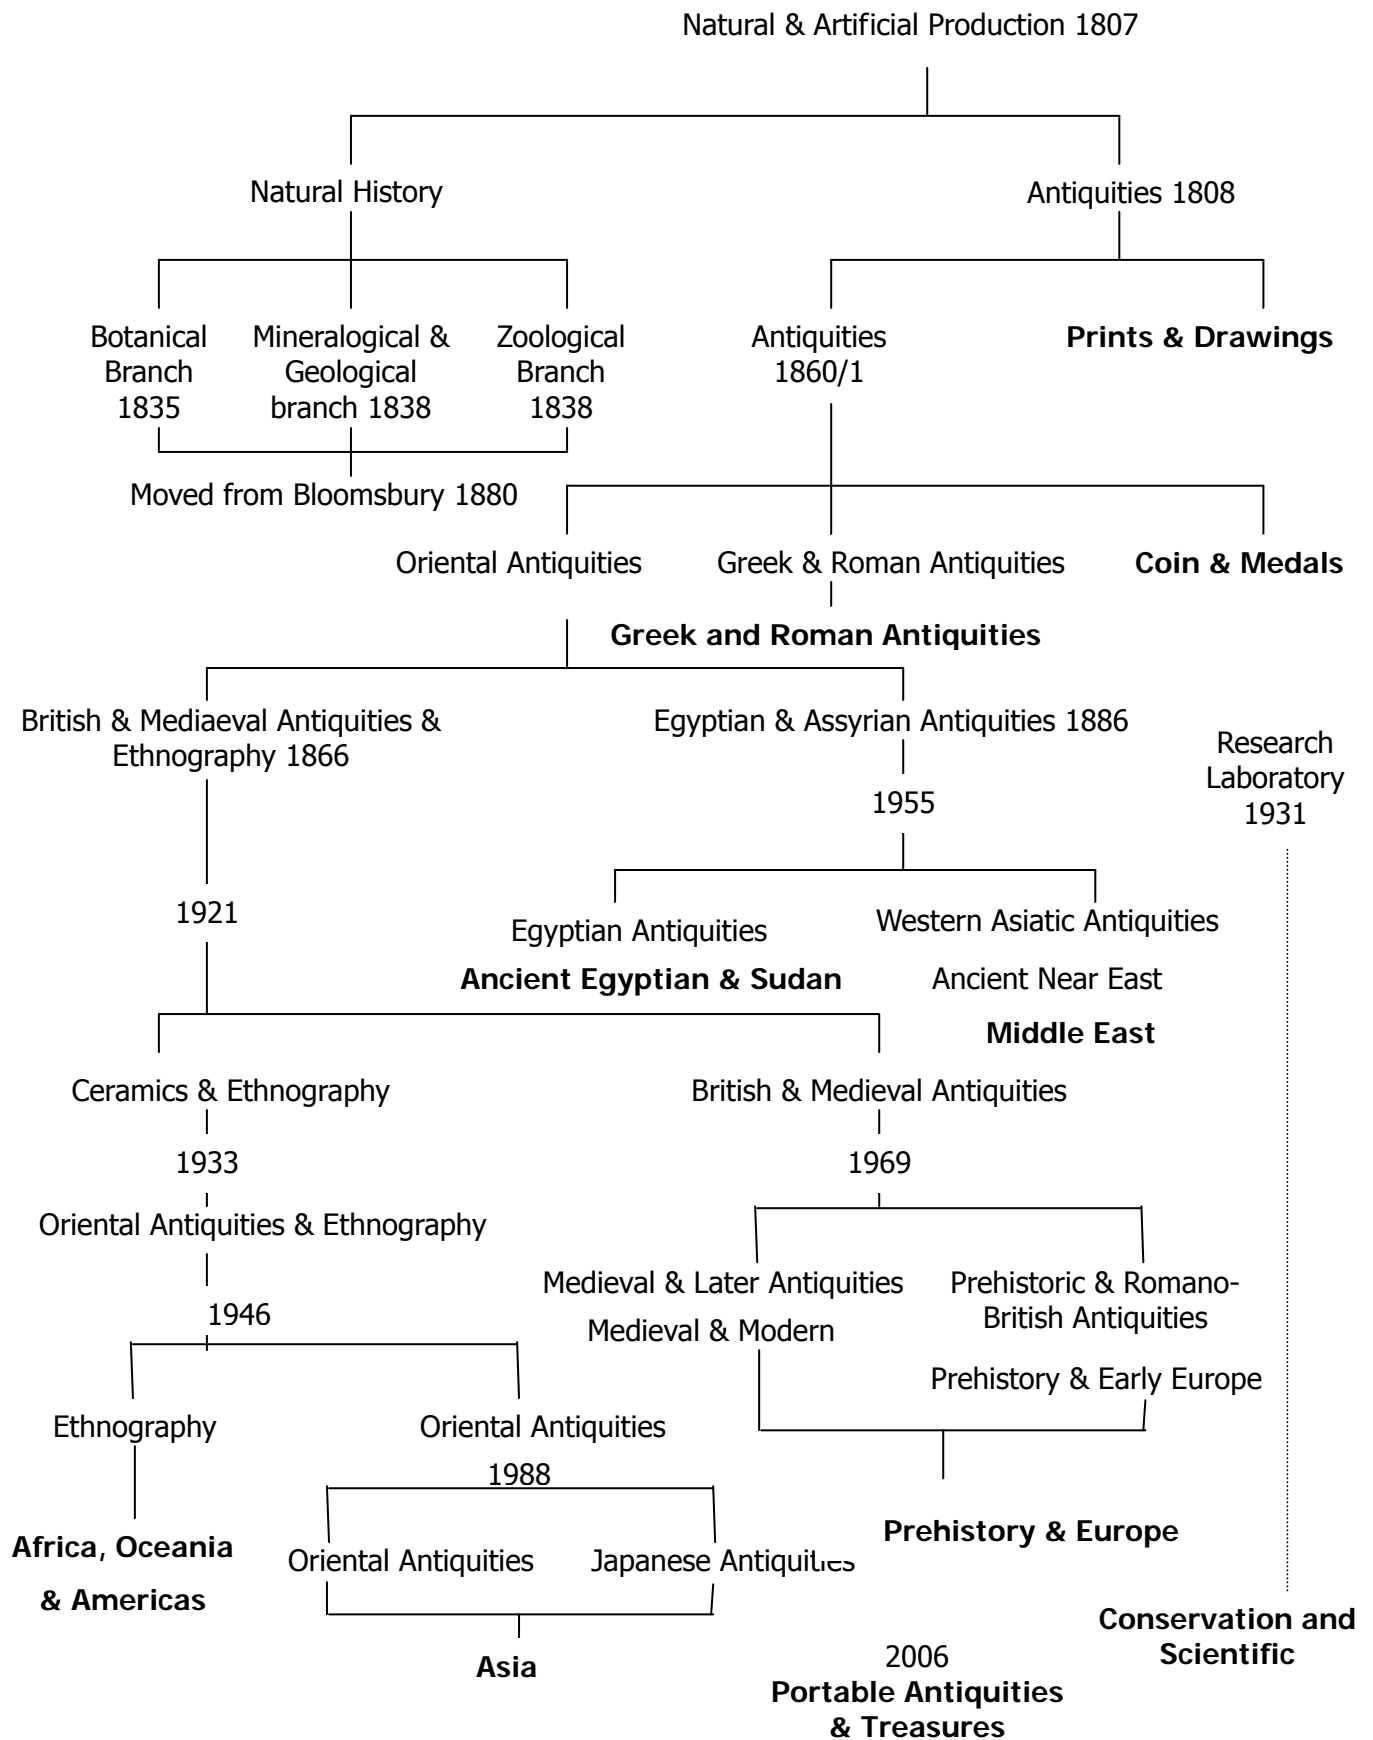 Natural & Artificial Production 1807
Natural History
Antiquities 1808
Botanical
Branch
1835
Mineralogical &
Geological
branch 1838
Zoological
Branch
1838
Antiquities
1860/1
Prints & Drawings
Moved from Bloomsbury 1880
Oriental Antiquities
Greek & Roman Antiquities
Coin & Medals
Greek and Roman Antiquities
British & Mediaeval Antiquities &
Ethnography 1866
Egyptian & Assyrian Antiquities 1886
Research
Laboratory
1931
1955
1921
Egyptian Antiquities
Western Asiatic Antiquities
Ancient Egyptian & Sudan
Ancient Near East
Middle East
Ceramics & Ethnography
British & Medieval Antiquities
1933
1969
Oriental Antiquities & Ethnography
Medieval & Later Antiquities
Prehistoric & Romano-
British Antiquities
1946
Medieval & Modern
Prehistory & Early Europe
Ethnography
Oriental Antiquities
1988
Africa, Oceania
& Americas
Oriental Antiquities
Japanese Antiquities
Prehistory & Europe
Asia
2006
Portable Antiquities
& Treasures
Conservation and
Scientific